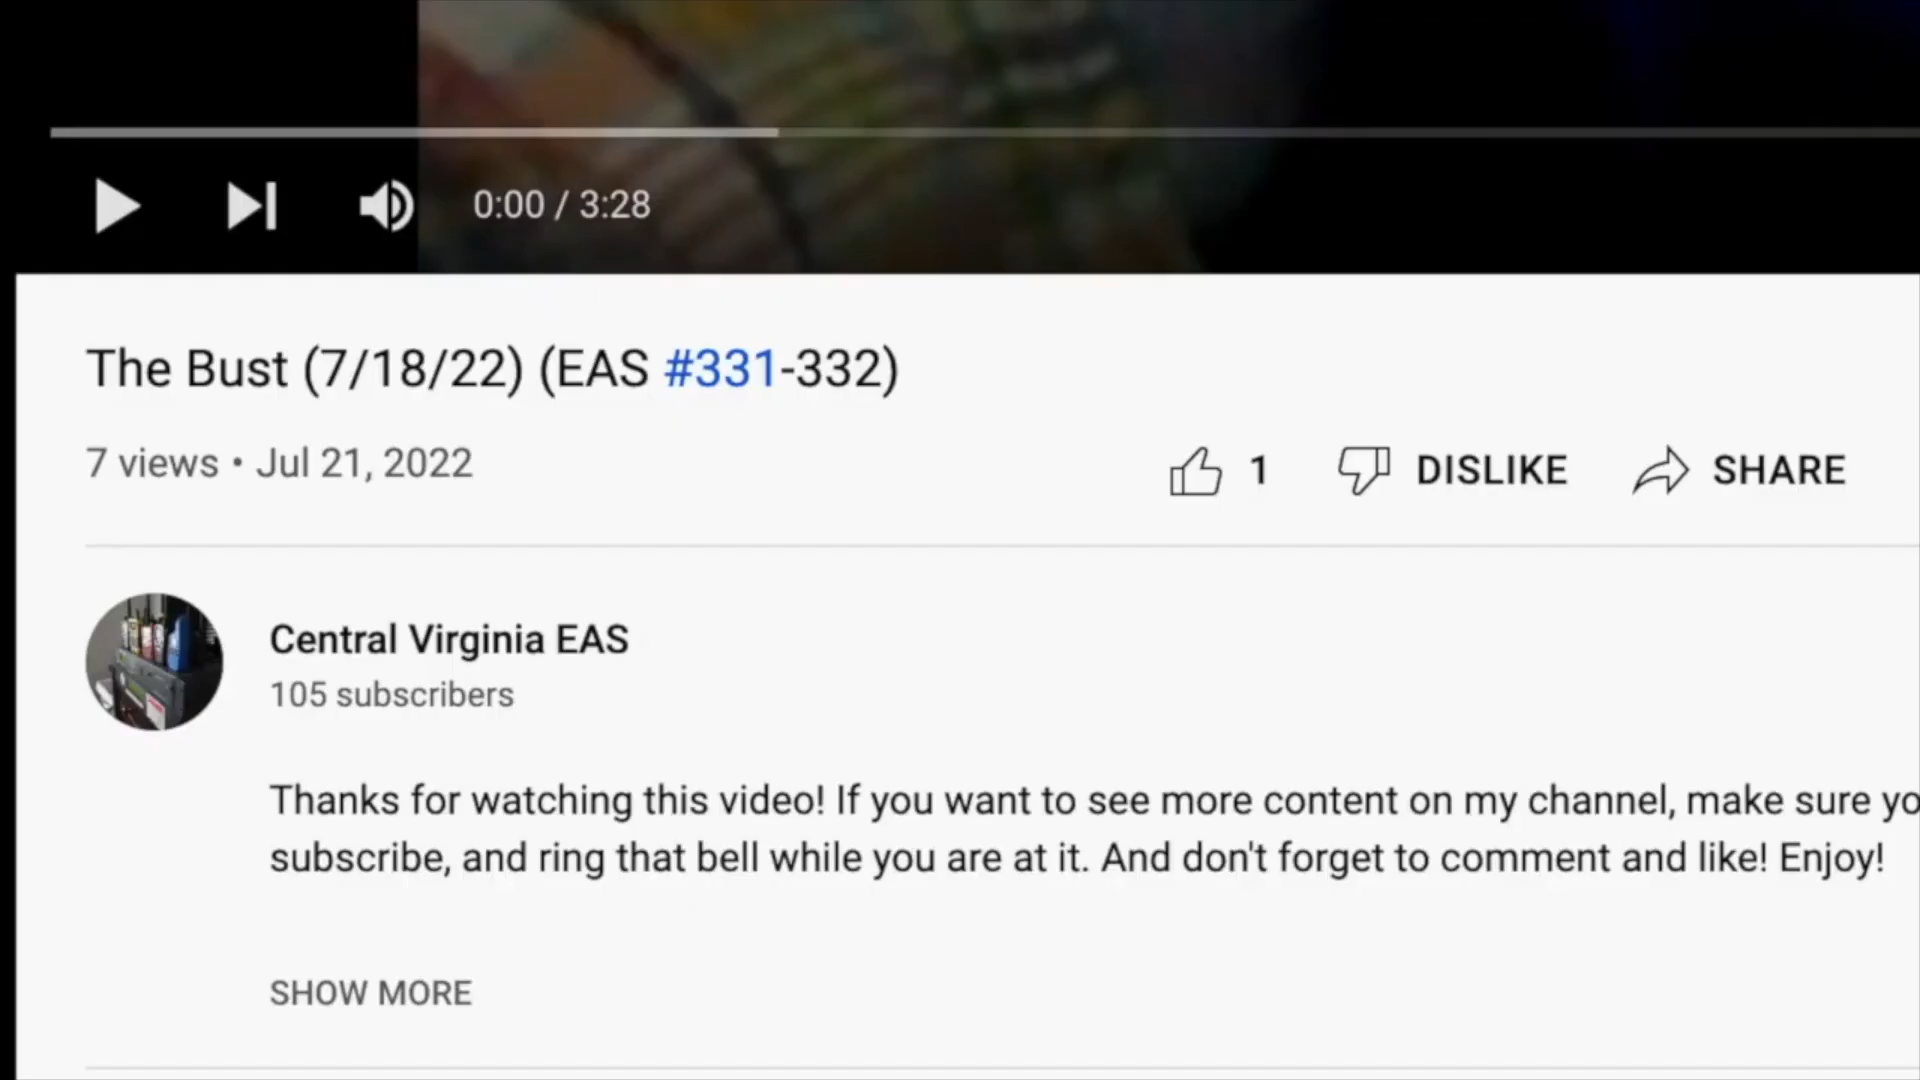 0:00 / 3:28
The Bust (7/18/22) (EAS #331-332)
7 views • Jul 21, 2022
1 DISLIKE SHARE
Central Virginia EAS
105 subscribers
Thanks for watching this video! If you want to see more content on my channel, make sure yo
subscribe, and ring that bell while you are at it. And don't forget to comment and like! Enjoy!
SHOW MORE